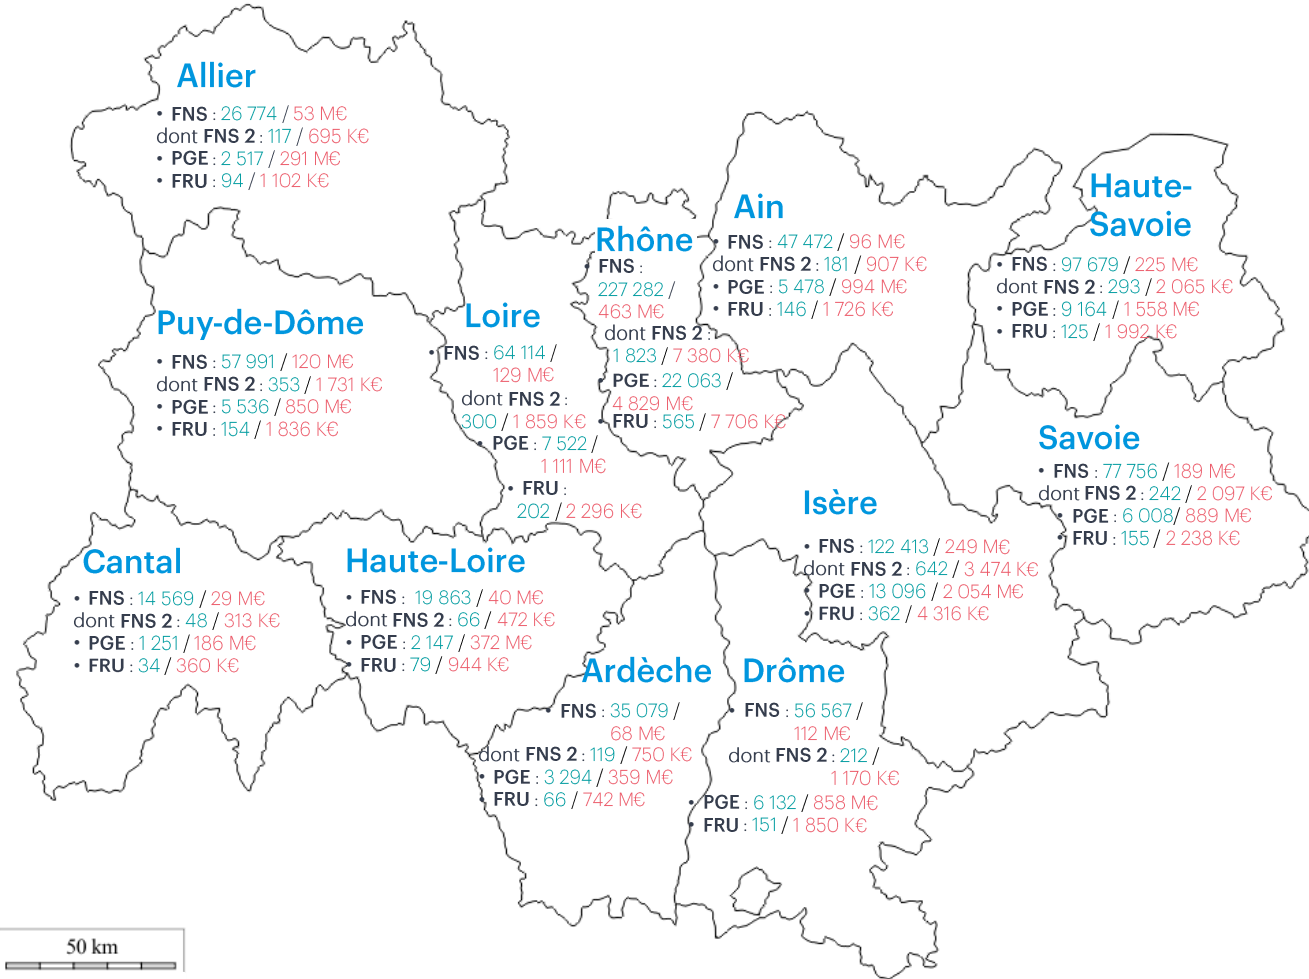 Allier
• FNS : 26 774 / 53 M€
dont FNS 2 : 117 / 695 K€
• PGE : 2 517 / 291 M€
• FRU : 94 / 1 102 K€
Ain
• FNS : 47 472 / 96 M€
dont FNS 2 : 181 / 907 K€
• PGE : 5 478 / 994 M€
• FRU : 146 / 1 726 K€
Haute-
Savoie
• FNS : 97 679 / 225 M€
dont FNS 2 : 293 / 2 065 K€
• PGE : 9 164 / 1 558 M€
• FRU : 125 / 1 992 K€
Rhône
• FNS :
227 282 /
463 M€
dont FNS 2 :
11 823 / 7 380 K€
• PGE : 22 063 /
4 829 M€
• FRU : 565 / 7 706 K€
Puy-de-Dôme
• FNS : 57 991 / 120 M€
dont FNS 2 : 353 / 1 731 K€
• PGE : 5 536 / 850 M€
• FRU : 154 / 1 836 K€
Loire
• FNS : 64 114 /
129 M€
dont FNS 2 :
300 / 1 859 K€
• PGE : 7 522 /
1 111 M€
• FRU :
202 / 2 296 K€
Savoie
• FNS : 77 756 / 189 M€
dont FNS 2 : 242 / 2 097 K€
• PGE : 6 008/ 889 M€
• FRU : 155 / 2 238 K€
Isère
• FNS : 122 413 / 249 M€
dont FNS 2 : 642 / 3 474 K€
• PGE : 13 096 / 2 054 M€
• FRU : 362 / 4 316 K€
Cantal
• FNS : 14 569 / 29 M€
dont FNS 2 : 48 / 313 K€
• PGE : 1 251 / 186 M€
• FRU : 34 / 360 K€
Haute-Loire
• FNS : 19 863 / 40 M€
dont FNS 2 : 66 / 472 K€
• PGE : 2 147 / 372 M€
• FRU : 79 / 944 K€
Ardèche
• FNS : 35 079 /
68 M€
dont FNS 2 : 119 / 750 K€
• PGE : 3 294 / 359 M€
• FRU : 66 / 742 M€
Drôme
• FNS : 56 567 /
112 M€
dont FNS 2 : 212 /
1 170 K€
• PGE : 6 132 / 858 M€
• FRU : 151 / 1 850 K€
50 km